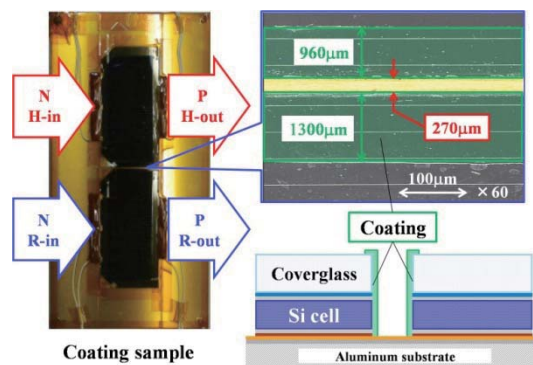 N
H-in
P
H-out
N
R-in
P
R-out
Coating sample
960μm
1300μm
270μm
100μm
× 60
Coating
Coverglass
Si cell
Aluminum substrate